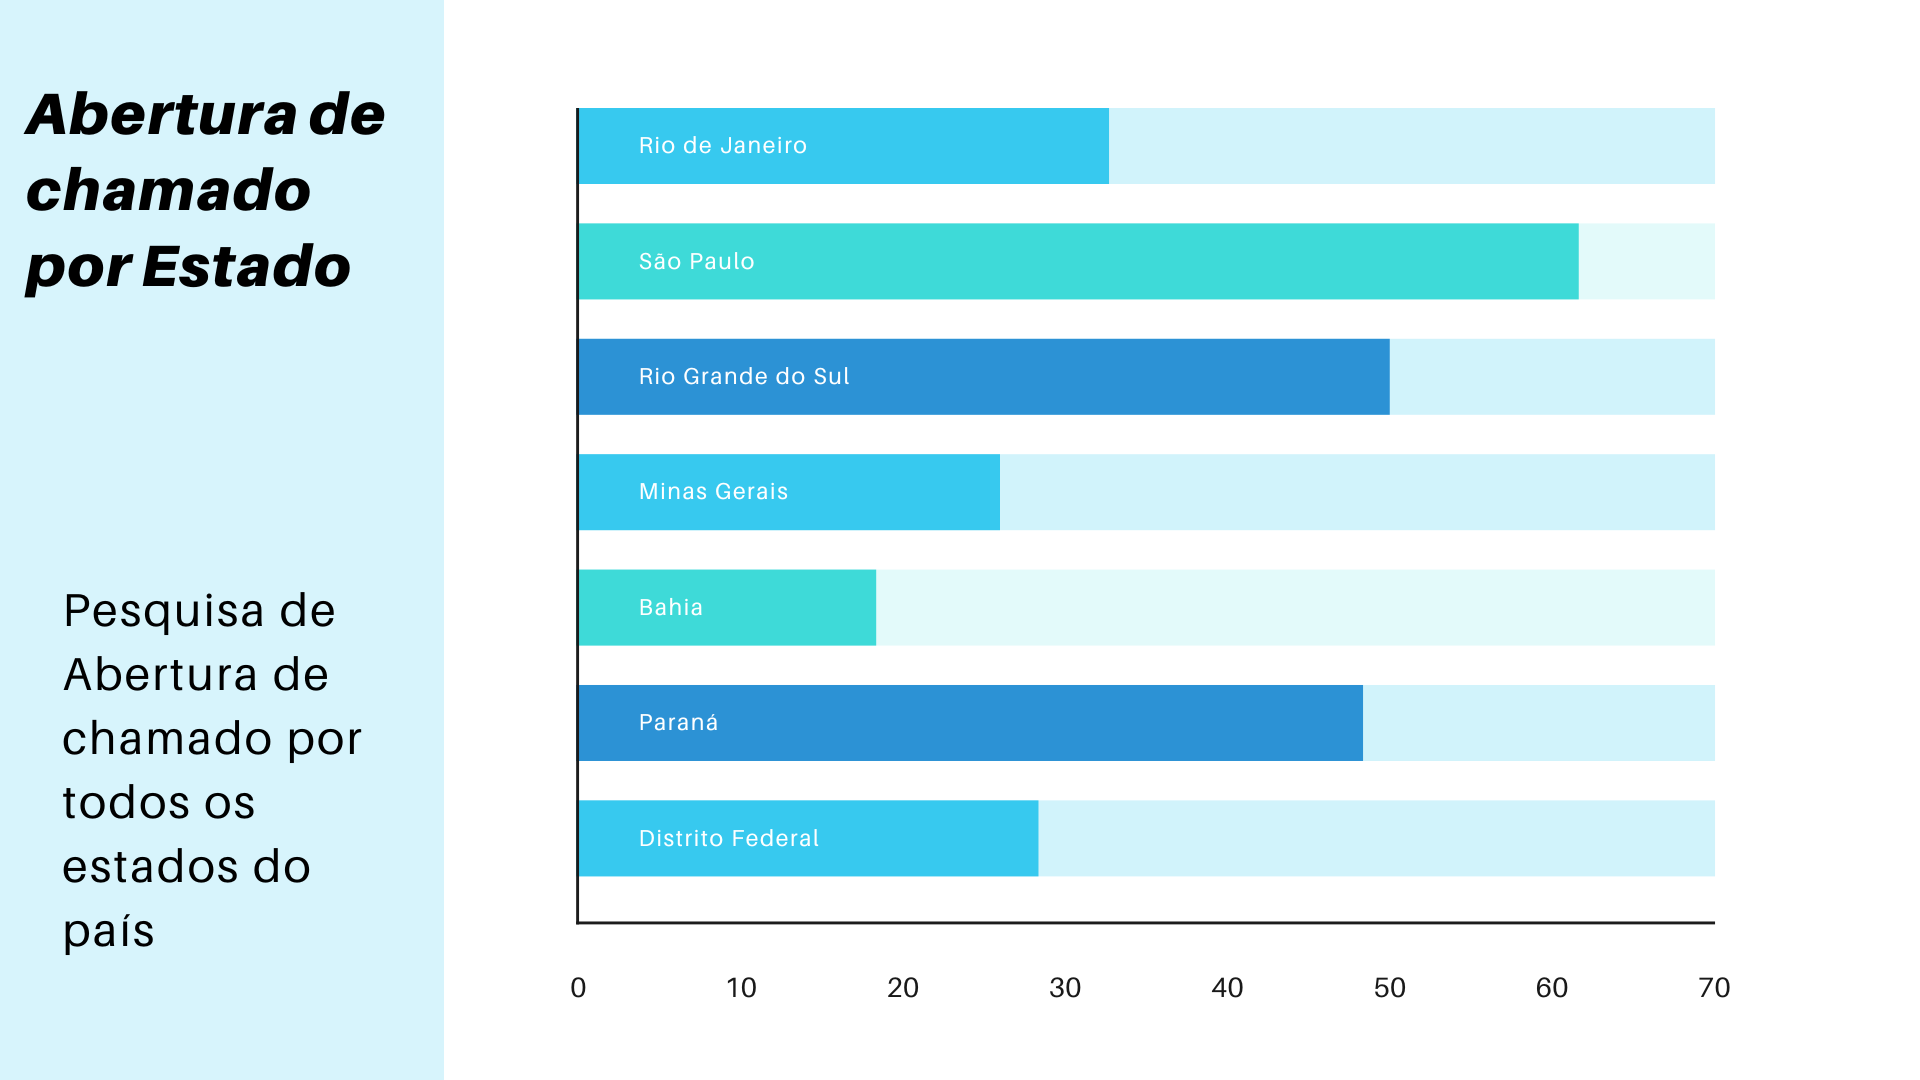 Abertura de
chamado
por Estado
Pesquisa de
Abertura de
chamado por
todos os
estados do
país
Rio de Janeiro
São Paulo
Rio Grande do Sul
Minas Gerais
Bahia
Paraná
Distrito Federal
0 10 20 30 40 50 60 70